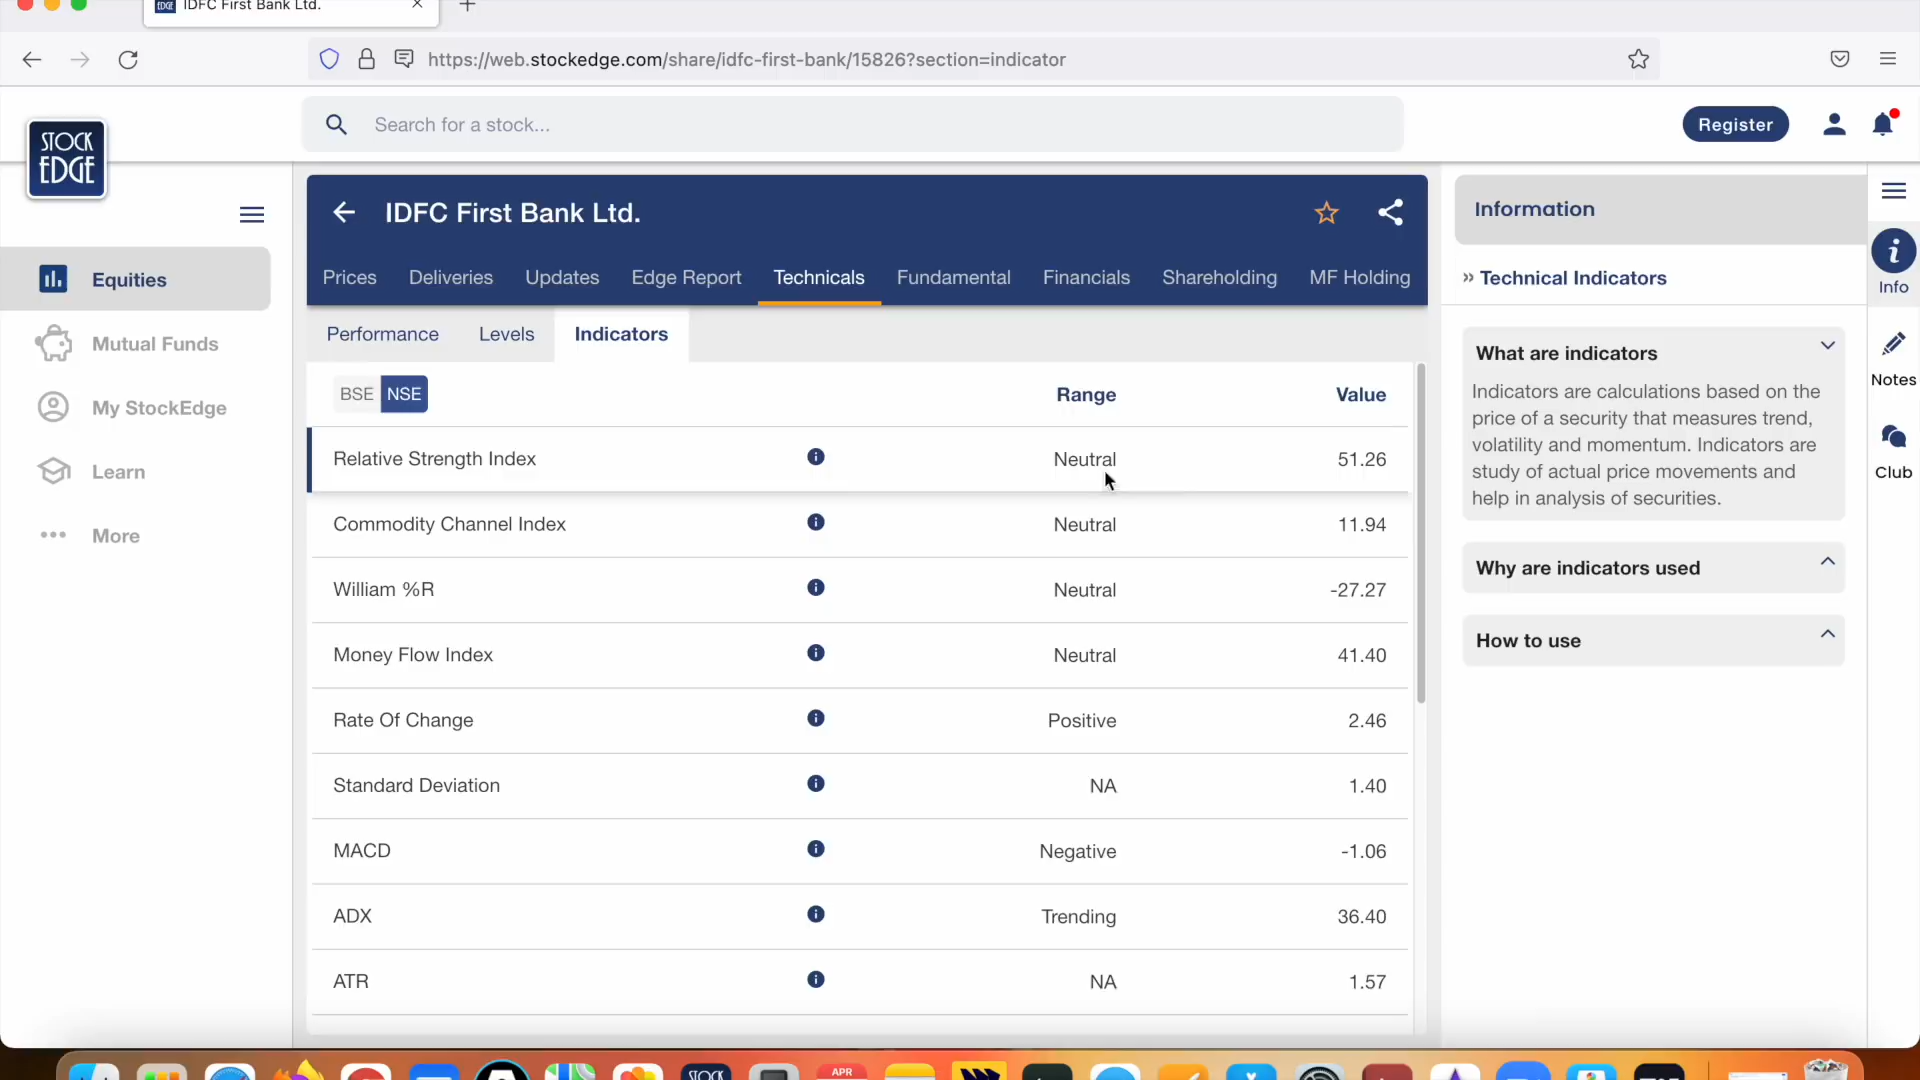 IDFC First Bank Ltd.
https://web.stockedge.com/share/idfc-first-bank/15826?section=indicator
STOCK
EDGE
Search for a stock...
Register
Equities
Mutual Funds
My StockEdge
Learn
More
IDFC First Bank Ltd.
Prices Deliveries Updates Edge Report Technicals Fundamental Financials Shareholding MF Holding
Performance Levels Indicators
BSE NSE Range Value
Relative Strength Index Neutral 51.26
Commodity Channel Index Neutral 11.94
William %R Neutral -27.27
Money Flow Index Neutral 41.40
Rate Of Change Positive 2.46
Standard Deviation NA 1.40
MACD Negative -1.06
ADX Trending 36.40
ATR NA 1.57
Information
» Technical Indicators
What are indicators
Indicators are calculations based on the
price of a security that measures trend,
volatility and momentum. Indicators are
study of actual price movements and
help in analysis of securities.
Why are indicators used
How to use
Info
Notes
Club
STOCK
APR